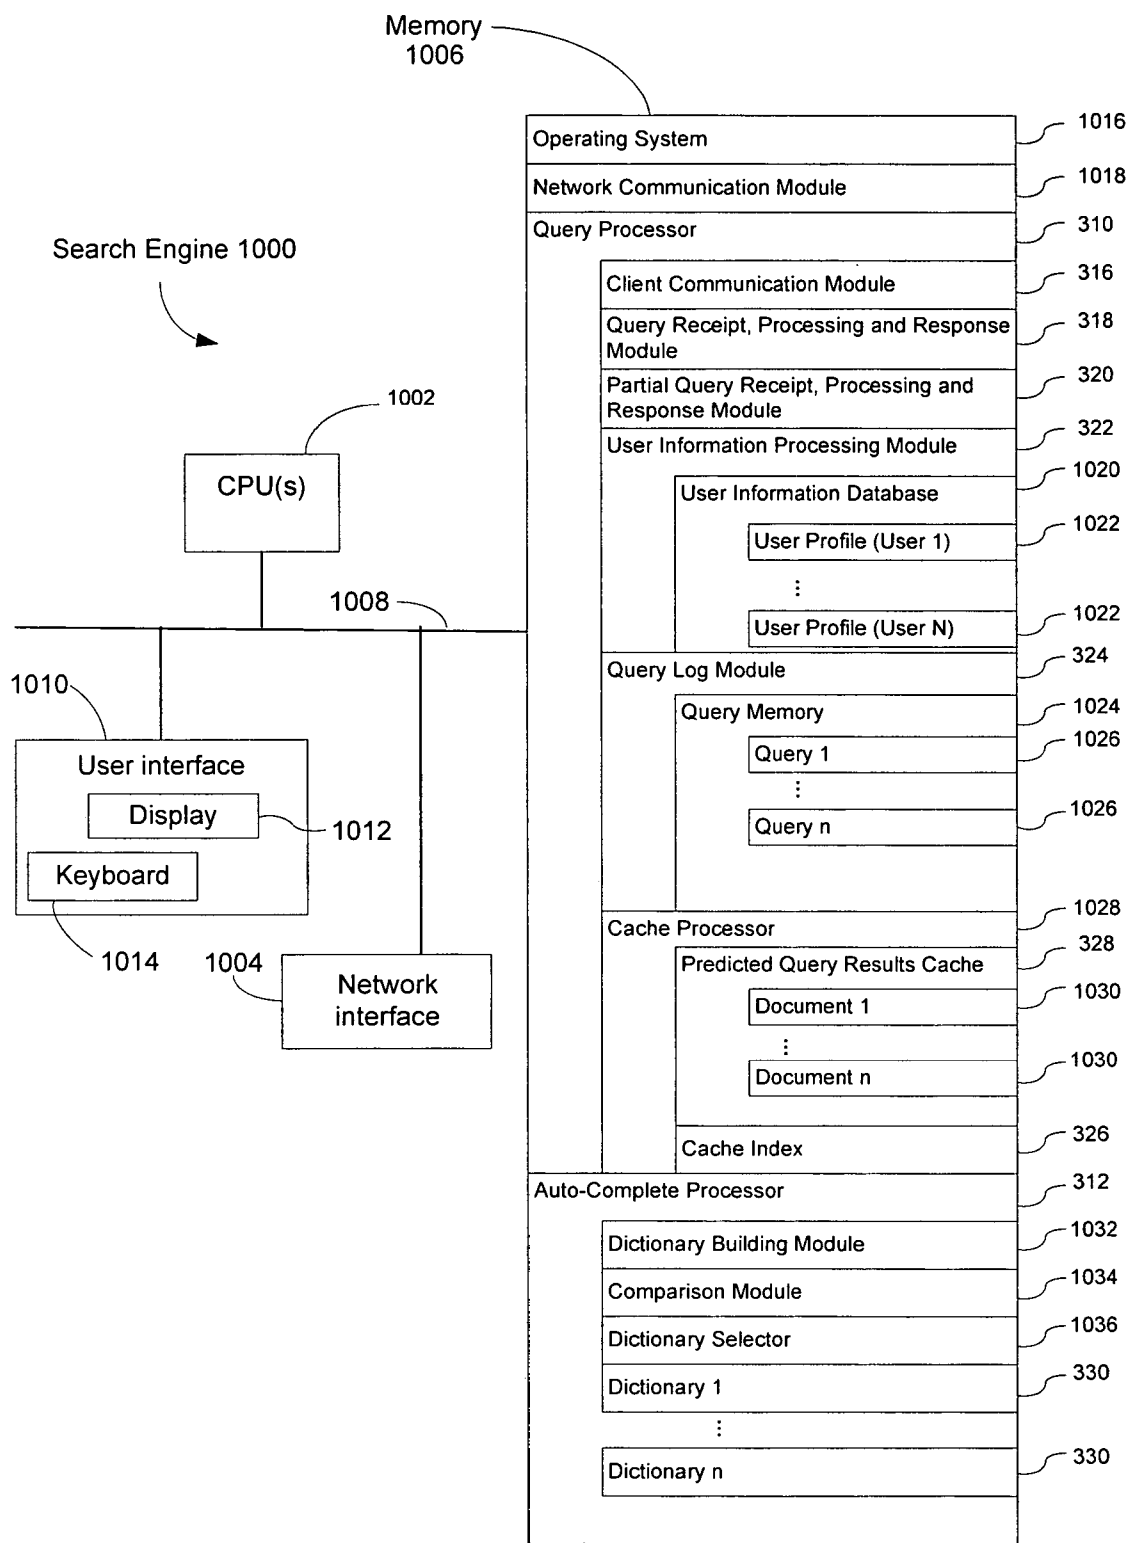 Memory
1006
Operating System
1016
Network Communication Module
1018
Query Processor
310
Search Engine 1000
Client Communication Module
316
Query Receipt, Processing and Response
Module
318
Partial Query Receipt, Processing and
Response Module
320
User Information Processing Module
322
1002
CPU(s)
User Information Database
1020
User Profile (User 1)
1022
⋮
1008
User Profile (User N)
1022
Query Log Module
324
1010
User interface
Display
1012
Keyboard
1014
Query Memory
1024
Query 1
1026
⋮
Query n
1026
1004
Network
interface
Cache Processor
1028
Predicted Query Results Cache
328
Document 1
1030
⋮
Document n
1030
Cache Index
326
Auto-Complete Processor
312
Dictionary Building Module
1032
Comparison Module
1034
Dictionary Selector
1036
Dictionary 1
330
⋮
Dictionary n
330